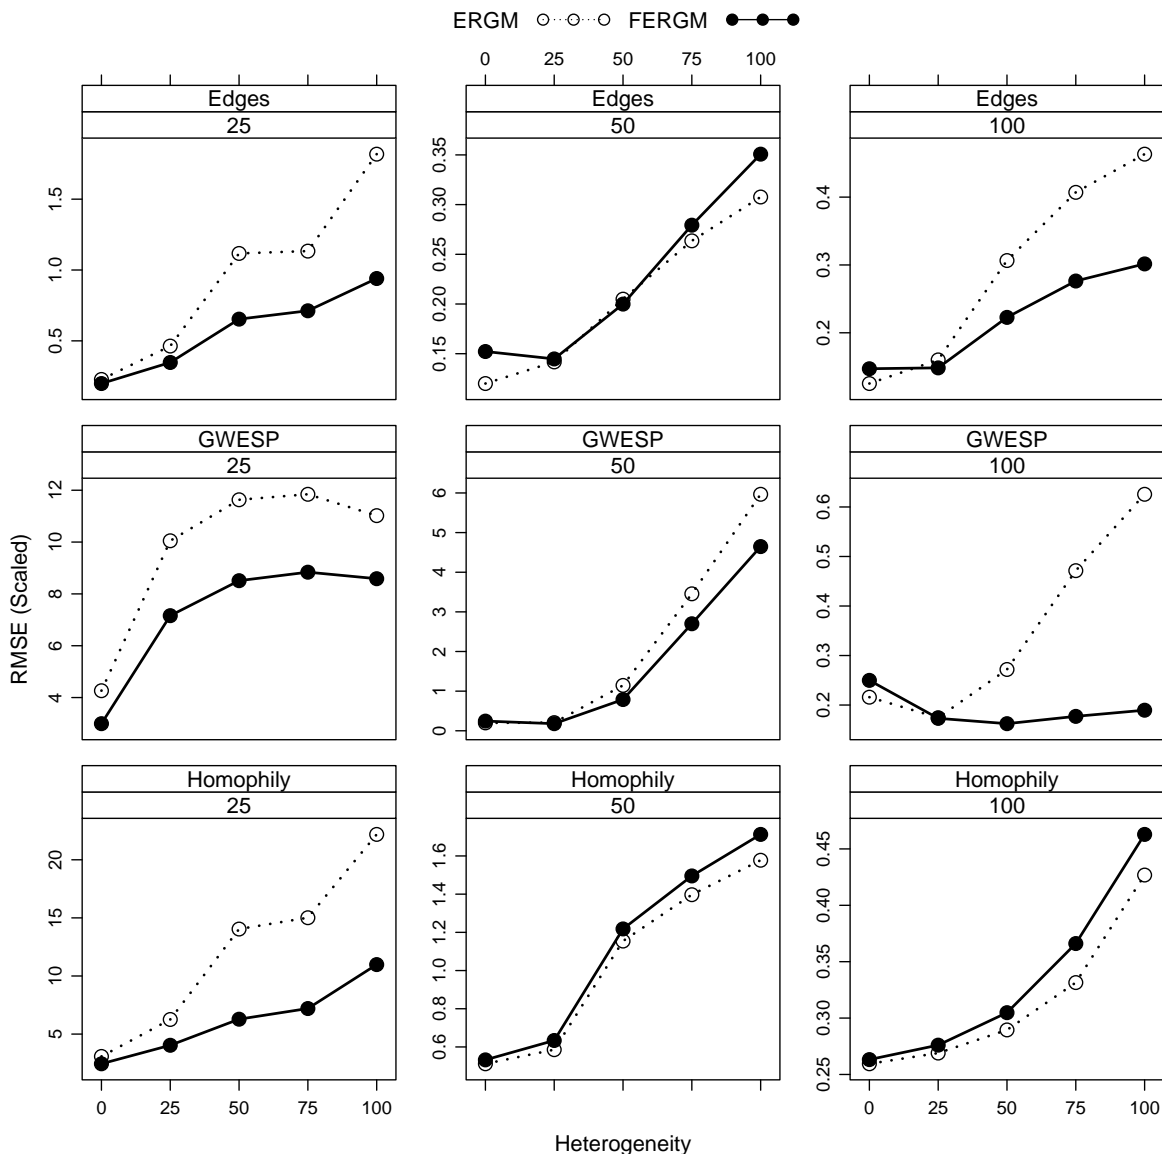 ERGM FERGM
0 25 50 75 100
Edges Edges Edges
25 50 100
0.5 1.0 1.5
0.15 0.20 0.25 0.30 0.35
0.2 0.3 0.4
GWESP GWESP GWESP
25 50 100
4 6 8 10 12
0 1 2 3 4 5 6
0.2 0.3 0.4 0.5 0.6
RMSE (Scaled)
Homophily Homophily Homophily
25 50 100
5 10 15 20
0.6 0.8 1.0 1.2 1.4 1.6
0.25 0.30 0.35 0.40 0.45
0 25 50 75 100 0 25 50 75 100
Heterogeneity